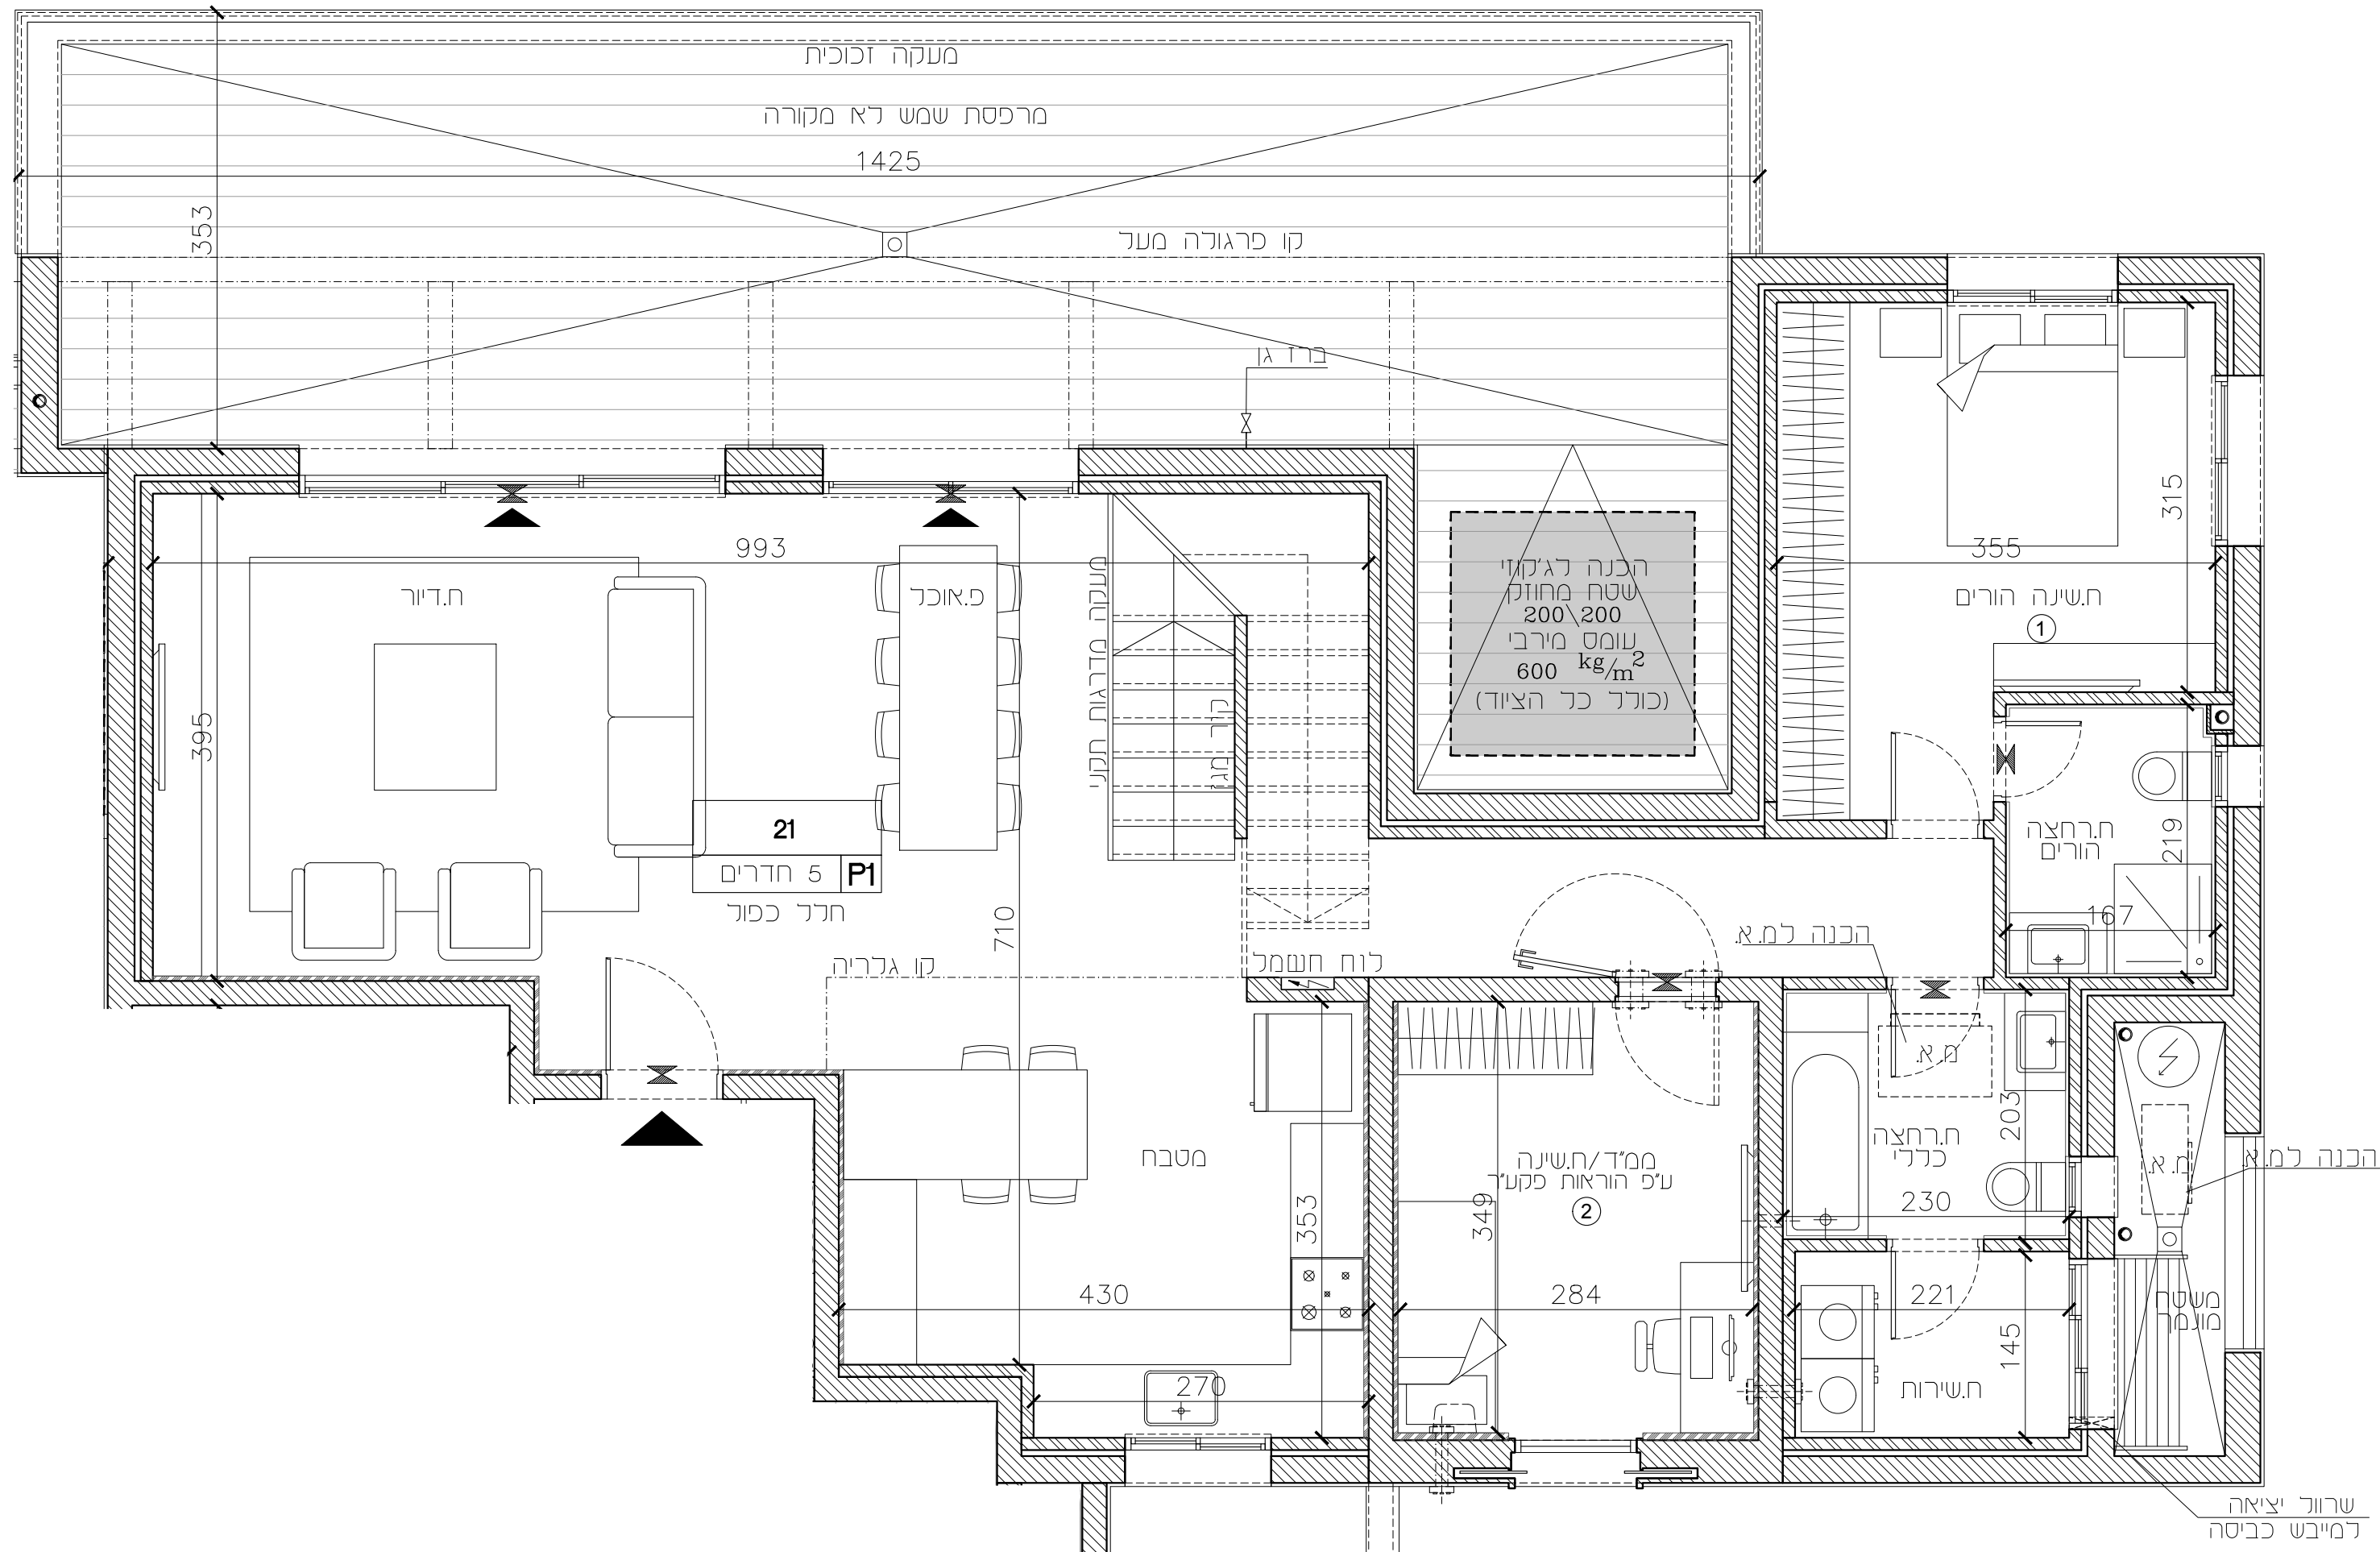 מעקה זכוכית
מרפסת שמש לא מקורה
1425
353
קו פרגולה מעל
ברז גן
993
ח.דיור
פ.אוכל
מעקה מדרגות תקני
קיר מגן
הכנה לג'קוזי
שטח מחוזק
200\200
עומס מירבי
600 kg/m²
(כולל כל הציוד)
315
355
ח.שינה הורים
1
395
21
5 חדרים P1
חלל כפול
710
ח.רחצה
הורים
219
167
הכנה למ.א.
קו גלריה
לוח חשמל
מ.א.
203
ח.רחצה
כללי
230
מ.א.
הכנה למ.א.
מטבח
353
ממ"ד/ח.שינה
ע"פ הוראות פקע"ר
2
349
430
284
221
145
משטח
מונמך
270
ח.שירות
שרוול יציאה
למייבש כביסה